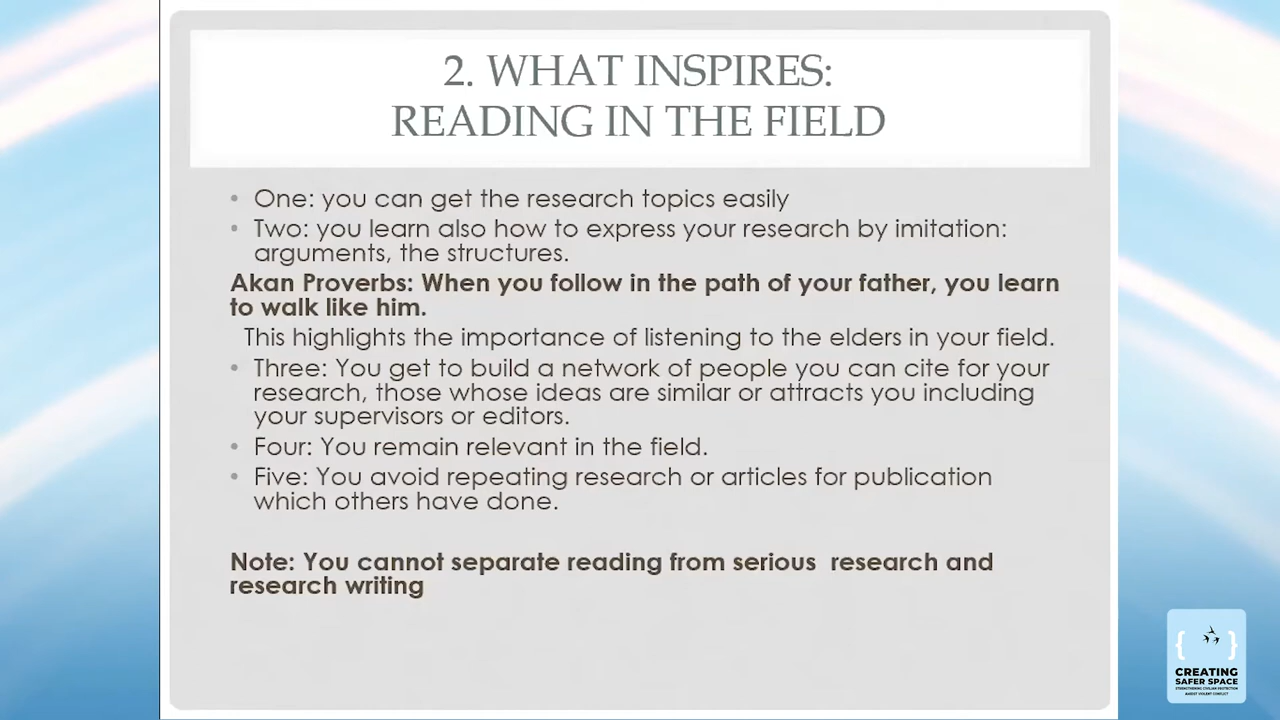 2. WHAT INSPIRES:
READING IN THE FIELD
• One: you can get the research topics easily
• Two: you learn also how to express your research by imitation:
arguments, the structures.
Akan Proverbs: When you follow in the path of your father, you learn
to walk like him.
This highlights the importance of listening to the elders in your field.
• Three: You get to build a network of people you can cite for your
research, those whose ideas are similar or attracts you including
your supervisors or editors.
• Four: You remain relevant in the field.
• Five: You avoid repeating research or articles for publication
which others have done.
Note: You cannot separate reading from serious research and
research writing
CREATING
SAFER SPACE
STRENGTHENING CIVILIAN PROTECTION
AMIDST VIOLENT CONFLICT